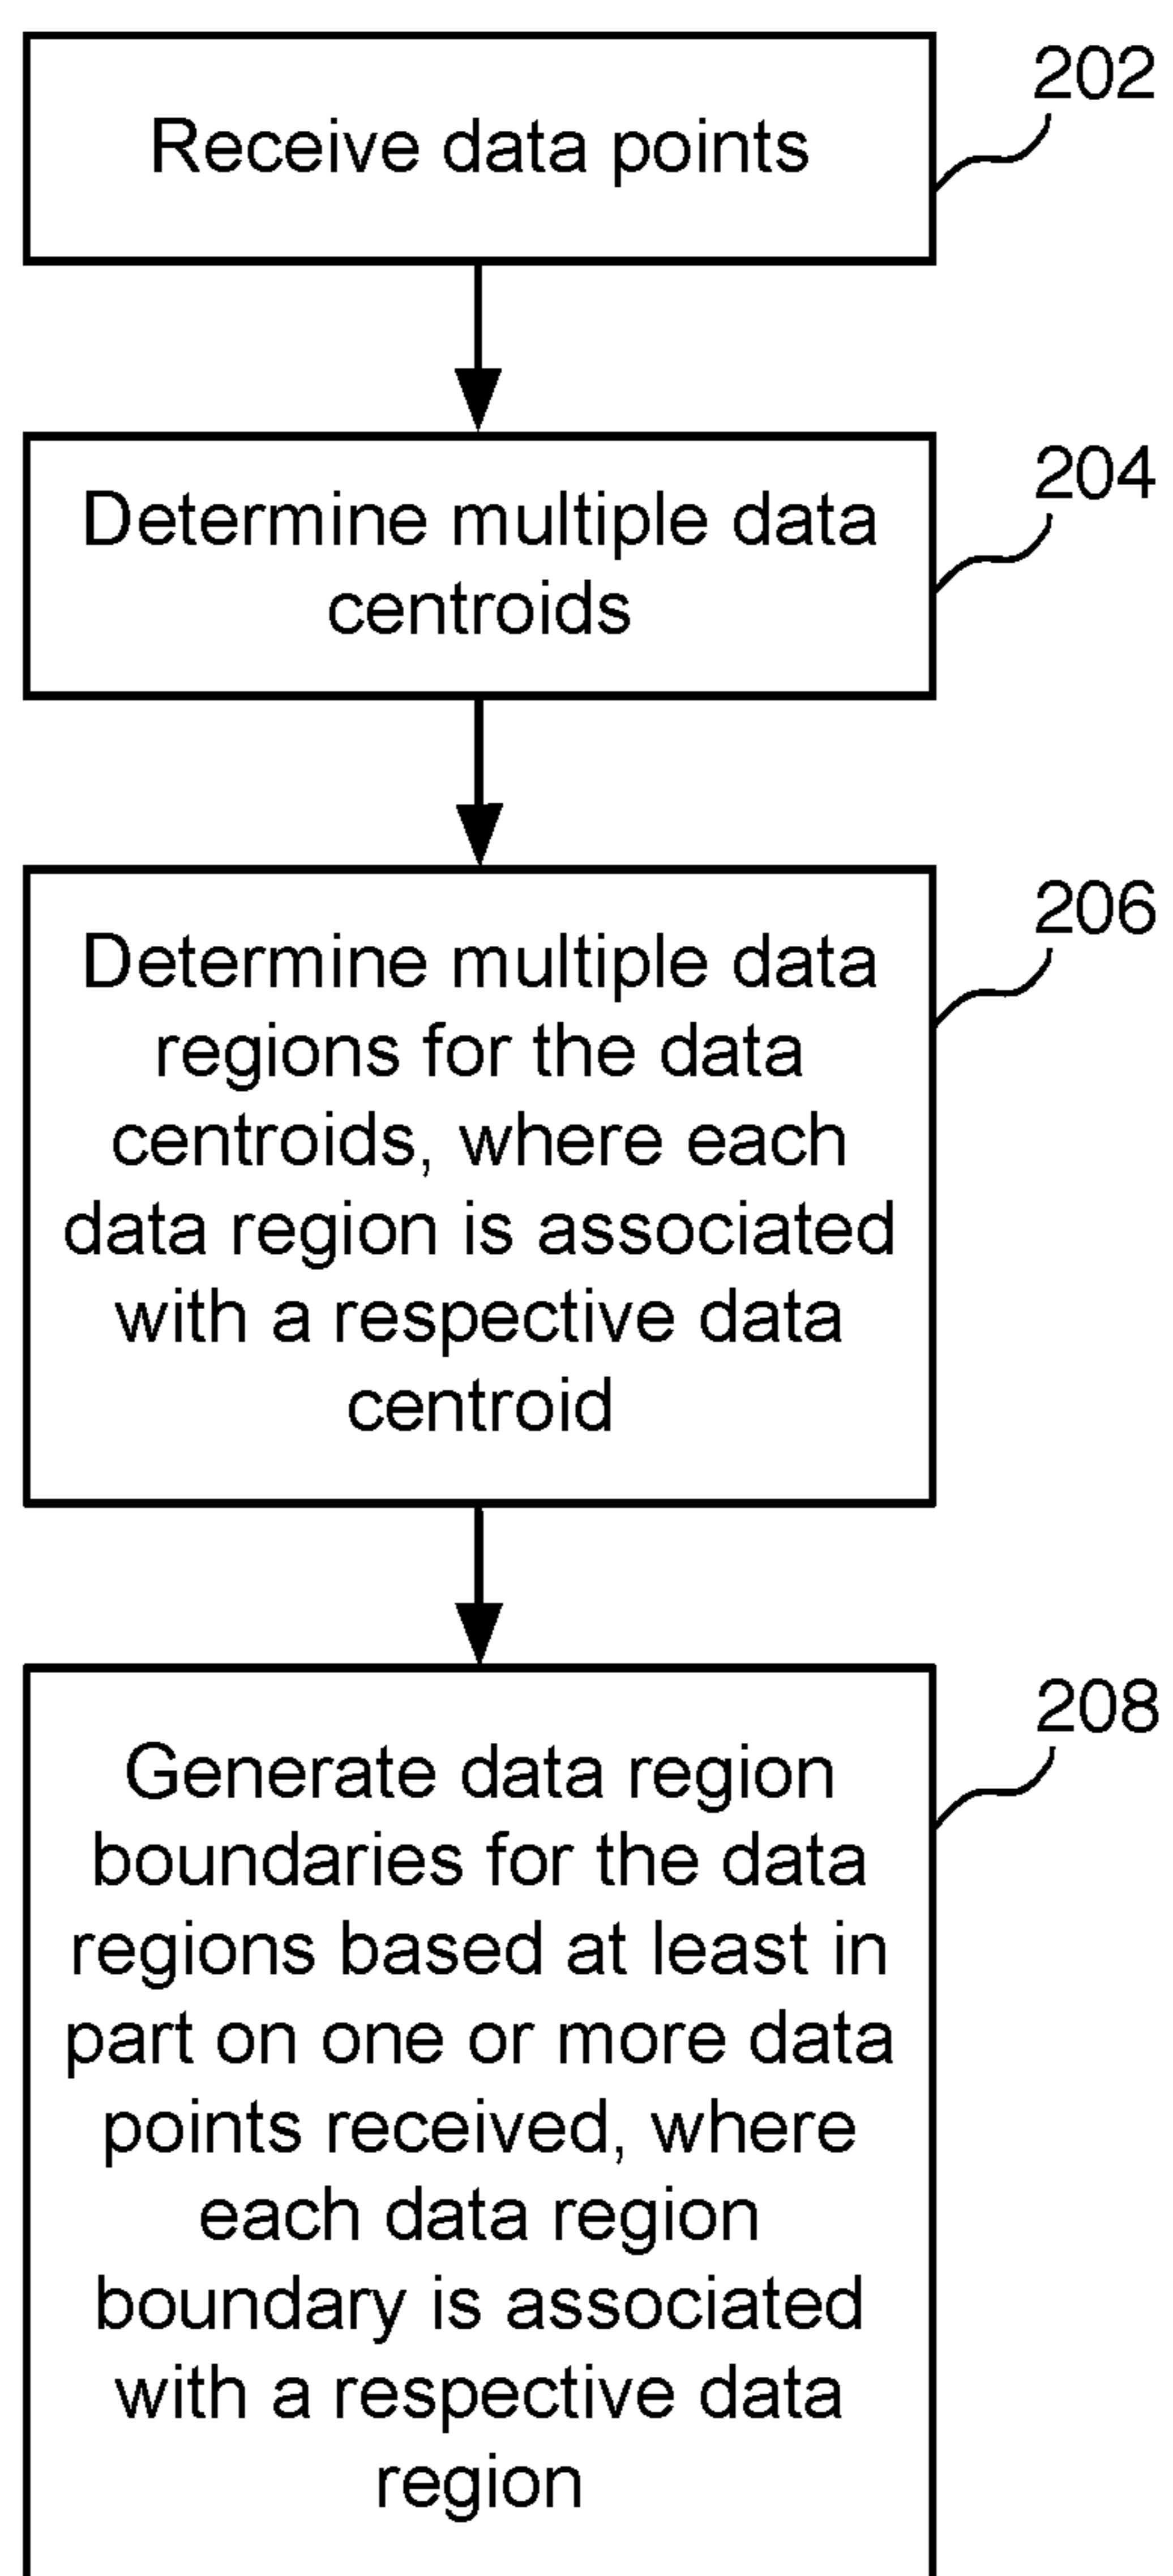 202
Receive data points
204
Determine multiple data
centroids
206
Determine multiple data
regions for the data
centroids, where each
data region is associated
with a respective data
centroid
208
Generate data region
boundaries for the data
regions based at least in
part on one or more data
points received, where
each data region
boundary is associated
with a respective data
region